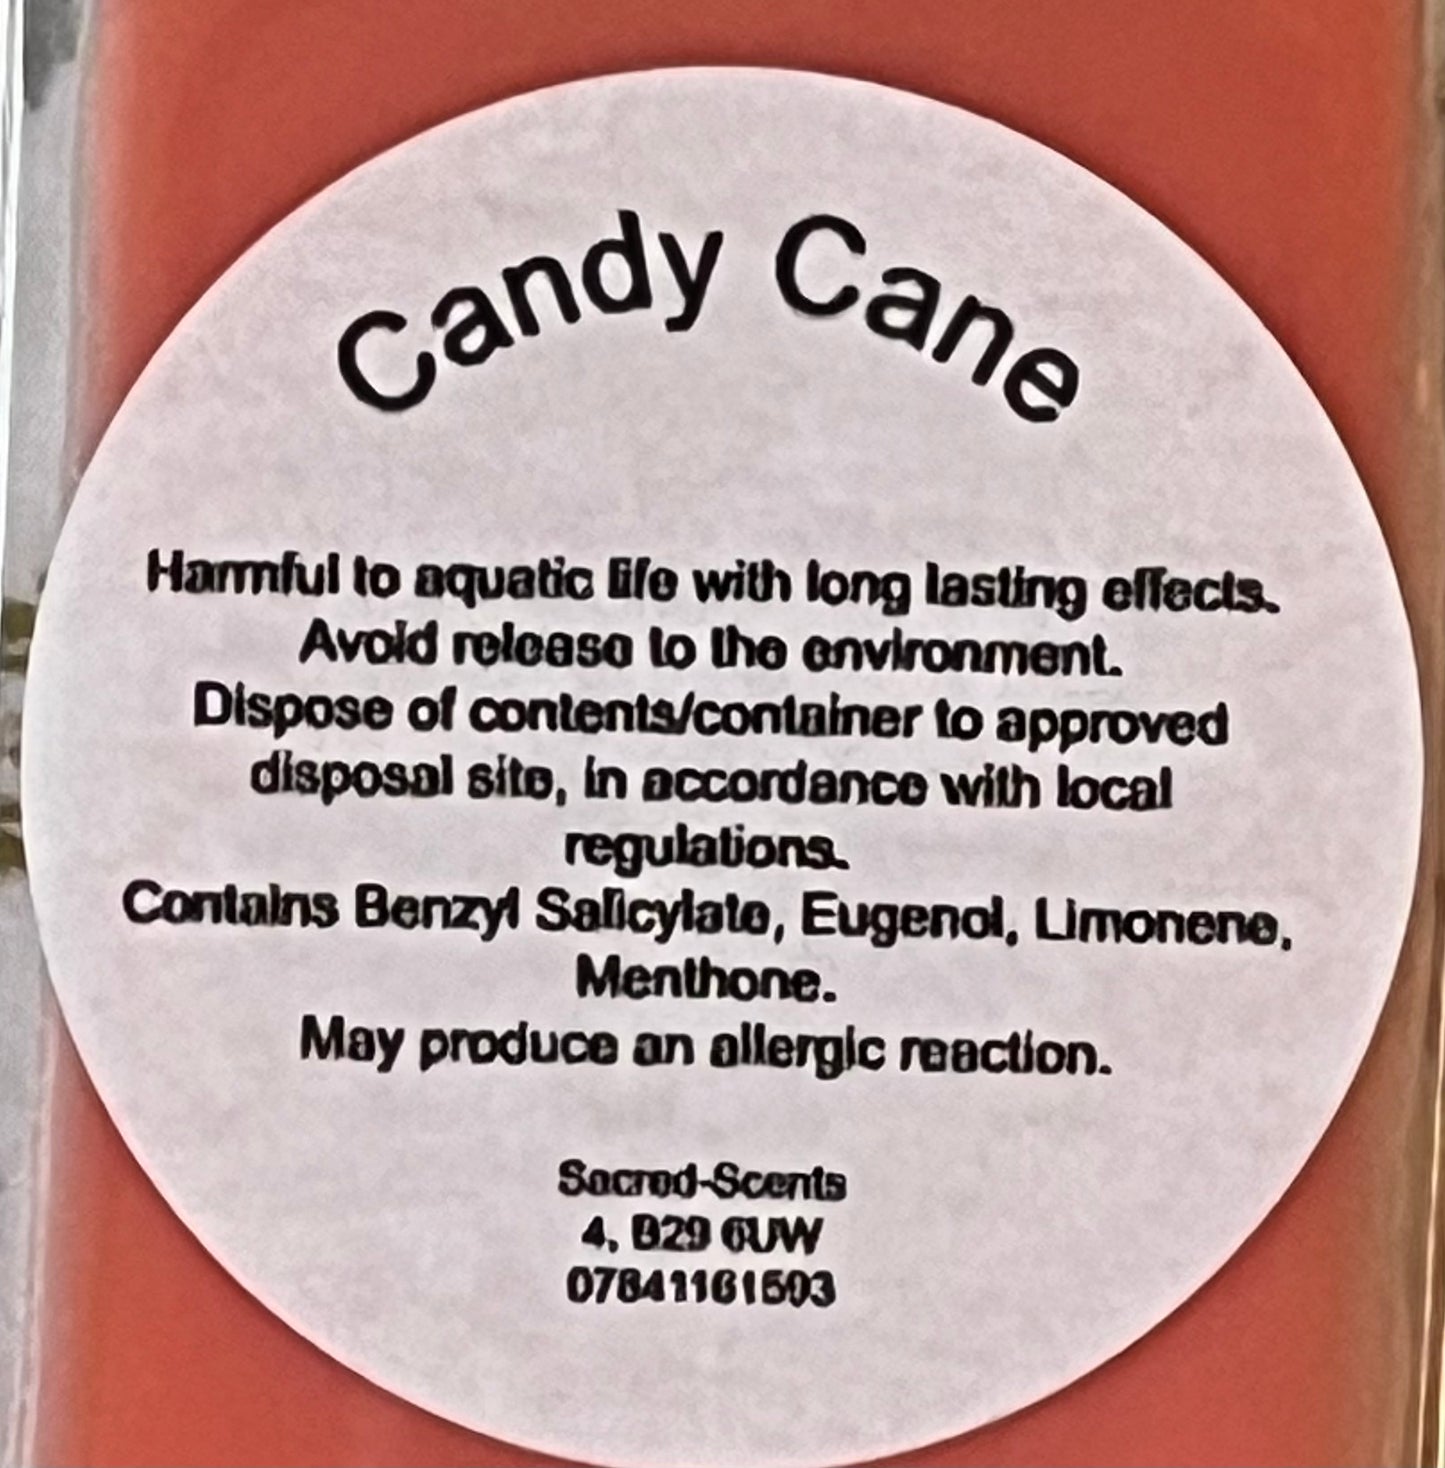 Candy Cane
Harmful to aquatic life with long lasting effects.
Avoid release to the environment.
Dispose of contents/container to approved
disposal site, in accordance with local
regulations.
Contains Benzyl Salicylate, Eugenol, Limonene,
Menthone.
May produce an allergic reaction.
Sacred-Scents
4, B29 6UW